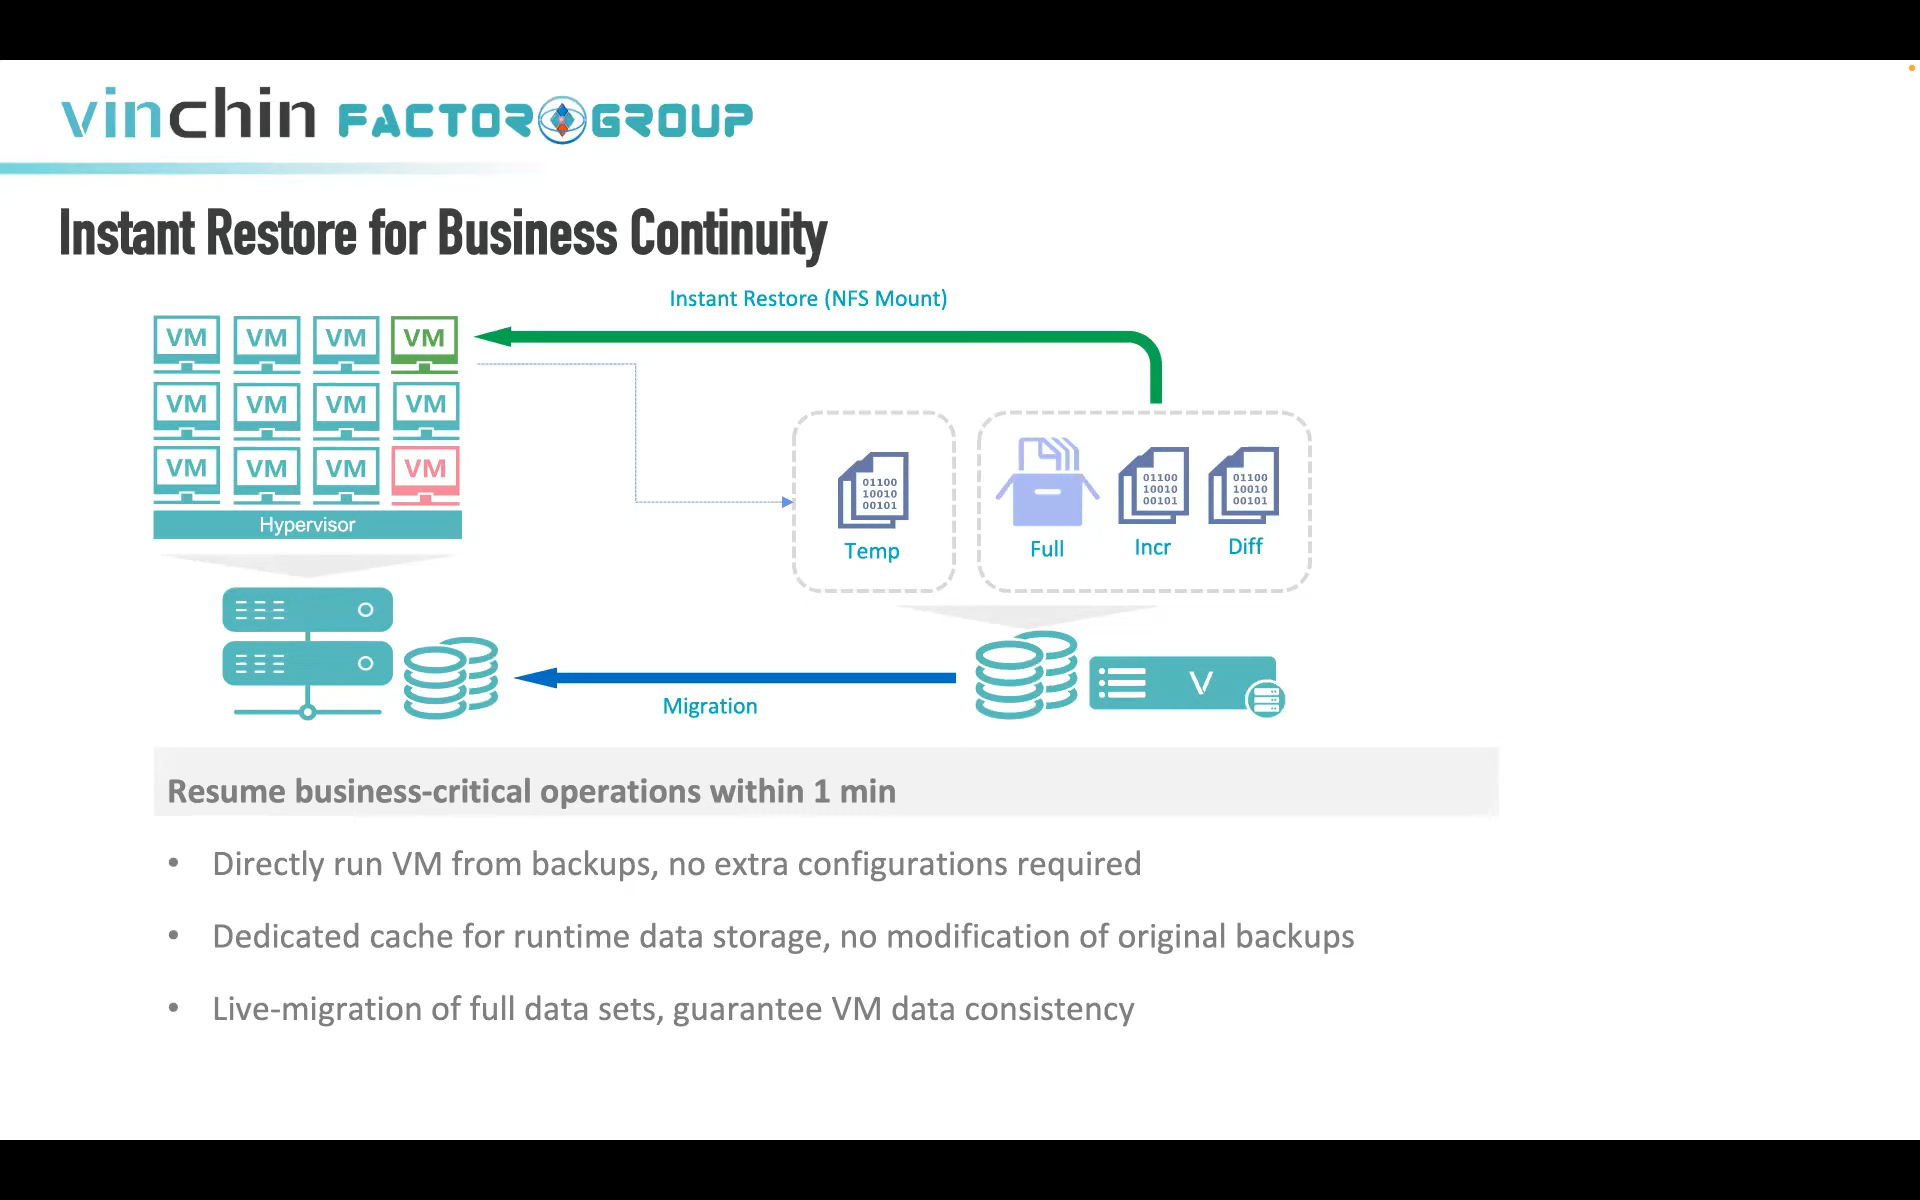 vinchin FACTOR GROUP
Instant Restore for Business Continuity
Instant Restore (NFS Mount)
VM VM VM VM
VM VM VM VM
VM VM VM VM
Hypervisor
01100
10010
00101
Temp
Full
01100
10010
00101
Incr
01100
10010
00101
Diff
Migration
V
Resume business-critical operations within 1 min
• Directly run VM from backups, no extra configurations required
• Dedicated cache for runtime data storage, no modification of original backups
• Live-migration of full data sets, guarantee VM data consistency